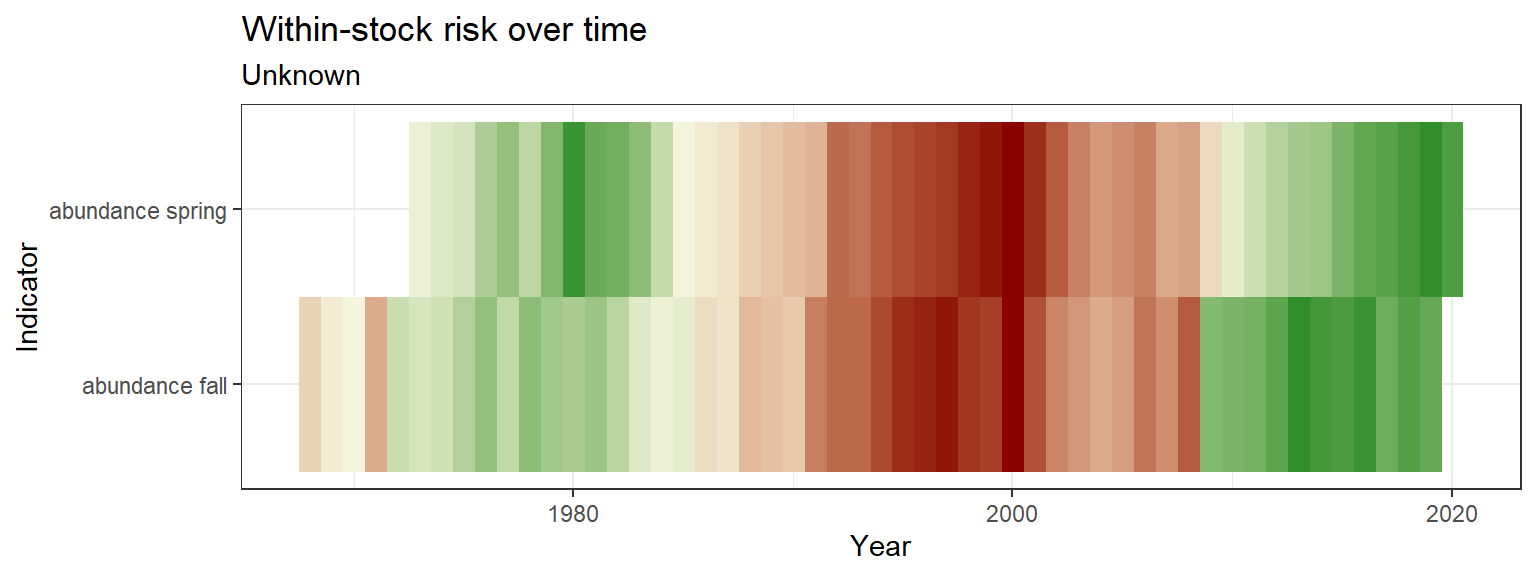 Within-stock risk over time
Unknown
Indicator
abundance spring
abundance fall
1980
2000
2020
Year